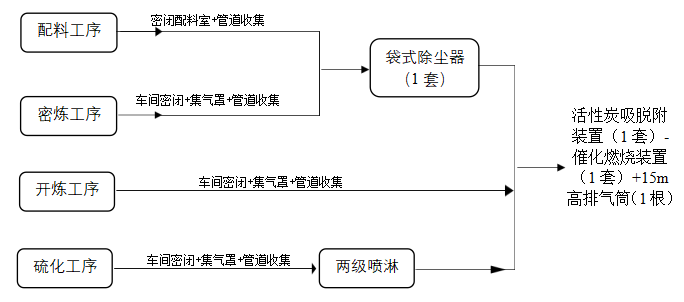 配料工序
密闭配料室+管道收集
密炼工序
车间密闭+集气罩+管道收集
袋式除尘器
（1套）
开炼工序
车间密闭+集气罩+管道收集
硫化工序
车间密闭+集气罩+管道收集
两级喷淋
活性炭吸脱附
装置（1套）-
催化燃烧装置
（1套）+15m
高排气筒（1根）